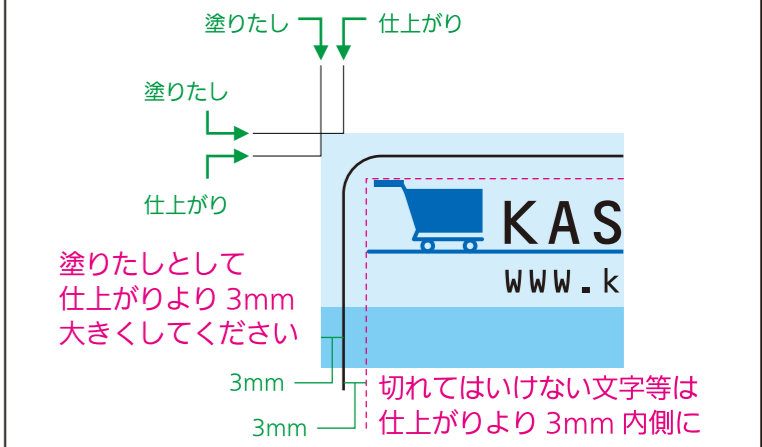 塗りたし
仕上がり
塗りたし
仕上がり
KAS
www.k
塗りたしとして
仕上がりより 3mm
大きくしてください
3mm
3mm
切れてはいけない文字等は
仕上がりより 3mm 内側に